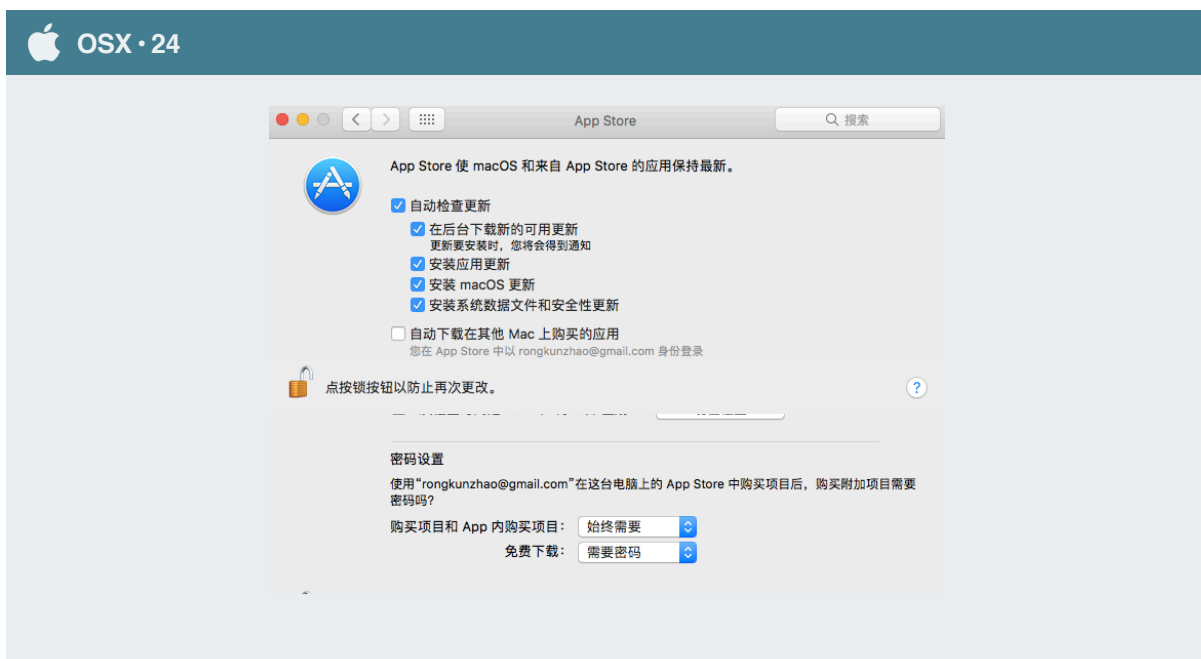 OSX · 24
App Store
搜索
App Store 使 macOS 和来自 App Store 的应用保持最新。
自动检查更新
在后台下载新的可用更新
更新要安装时，您将会得到通知
安装应用更新
安装 macOS 更新
安装系统数据文件和安全性更新
自动下载在其他 Mac 上购买的应用
您在 App Store 中以 rongkunzhao@gmail.com 身份登录
点按锁按钮以防止再次更改。
?
密码设置
使用“rongkunzhao@gmail.com”在这台电脑上的 App Store 中购买项目后，购买附加项目需要
密码吗？
购买项目和 App 内购买项目： 始终需要
免费下载： 需要密码